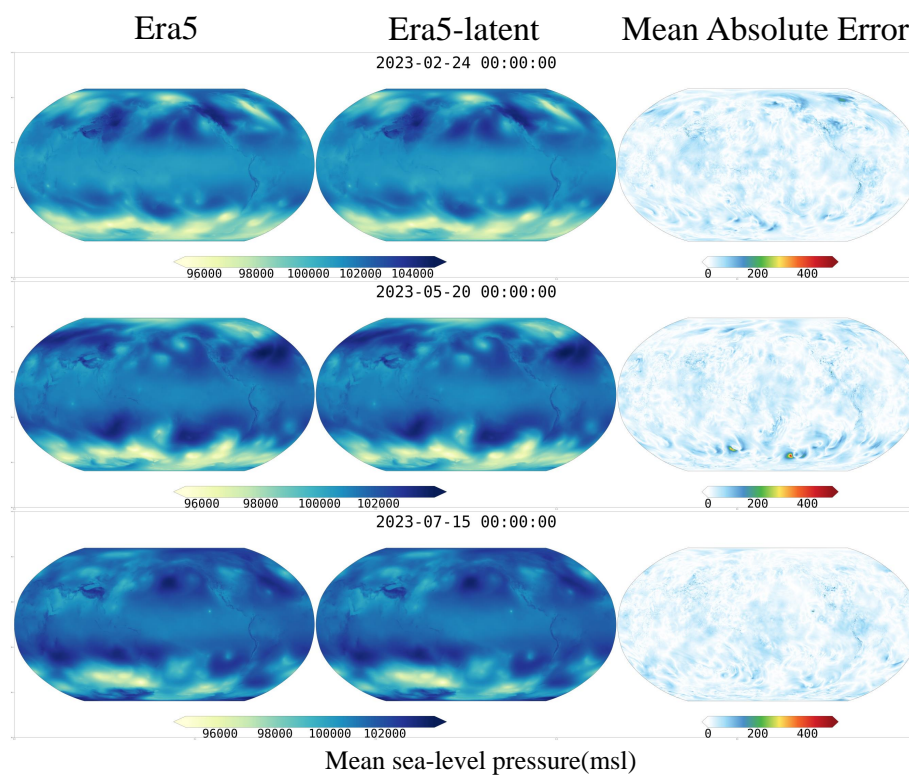 Era5 Era5-latent Mean Absolute Error
2023-02-24 00:00:00
96000 98000 100000 102000 104000 0 200 400
2023-05-20 00:00:00
96000 98000 100000 102000 0 200 400
2023-07-15 00:00:00
96000 98000 100000 102000 0 200 400
Mean sea-level pressure(msl)